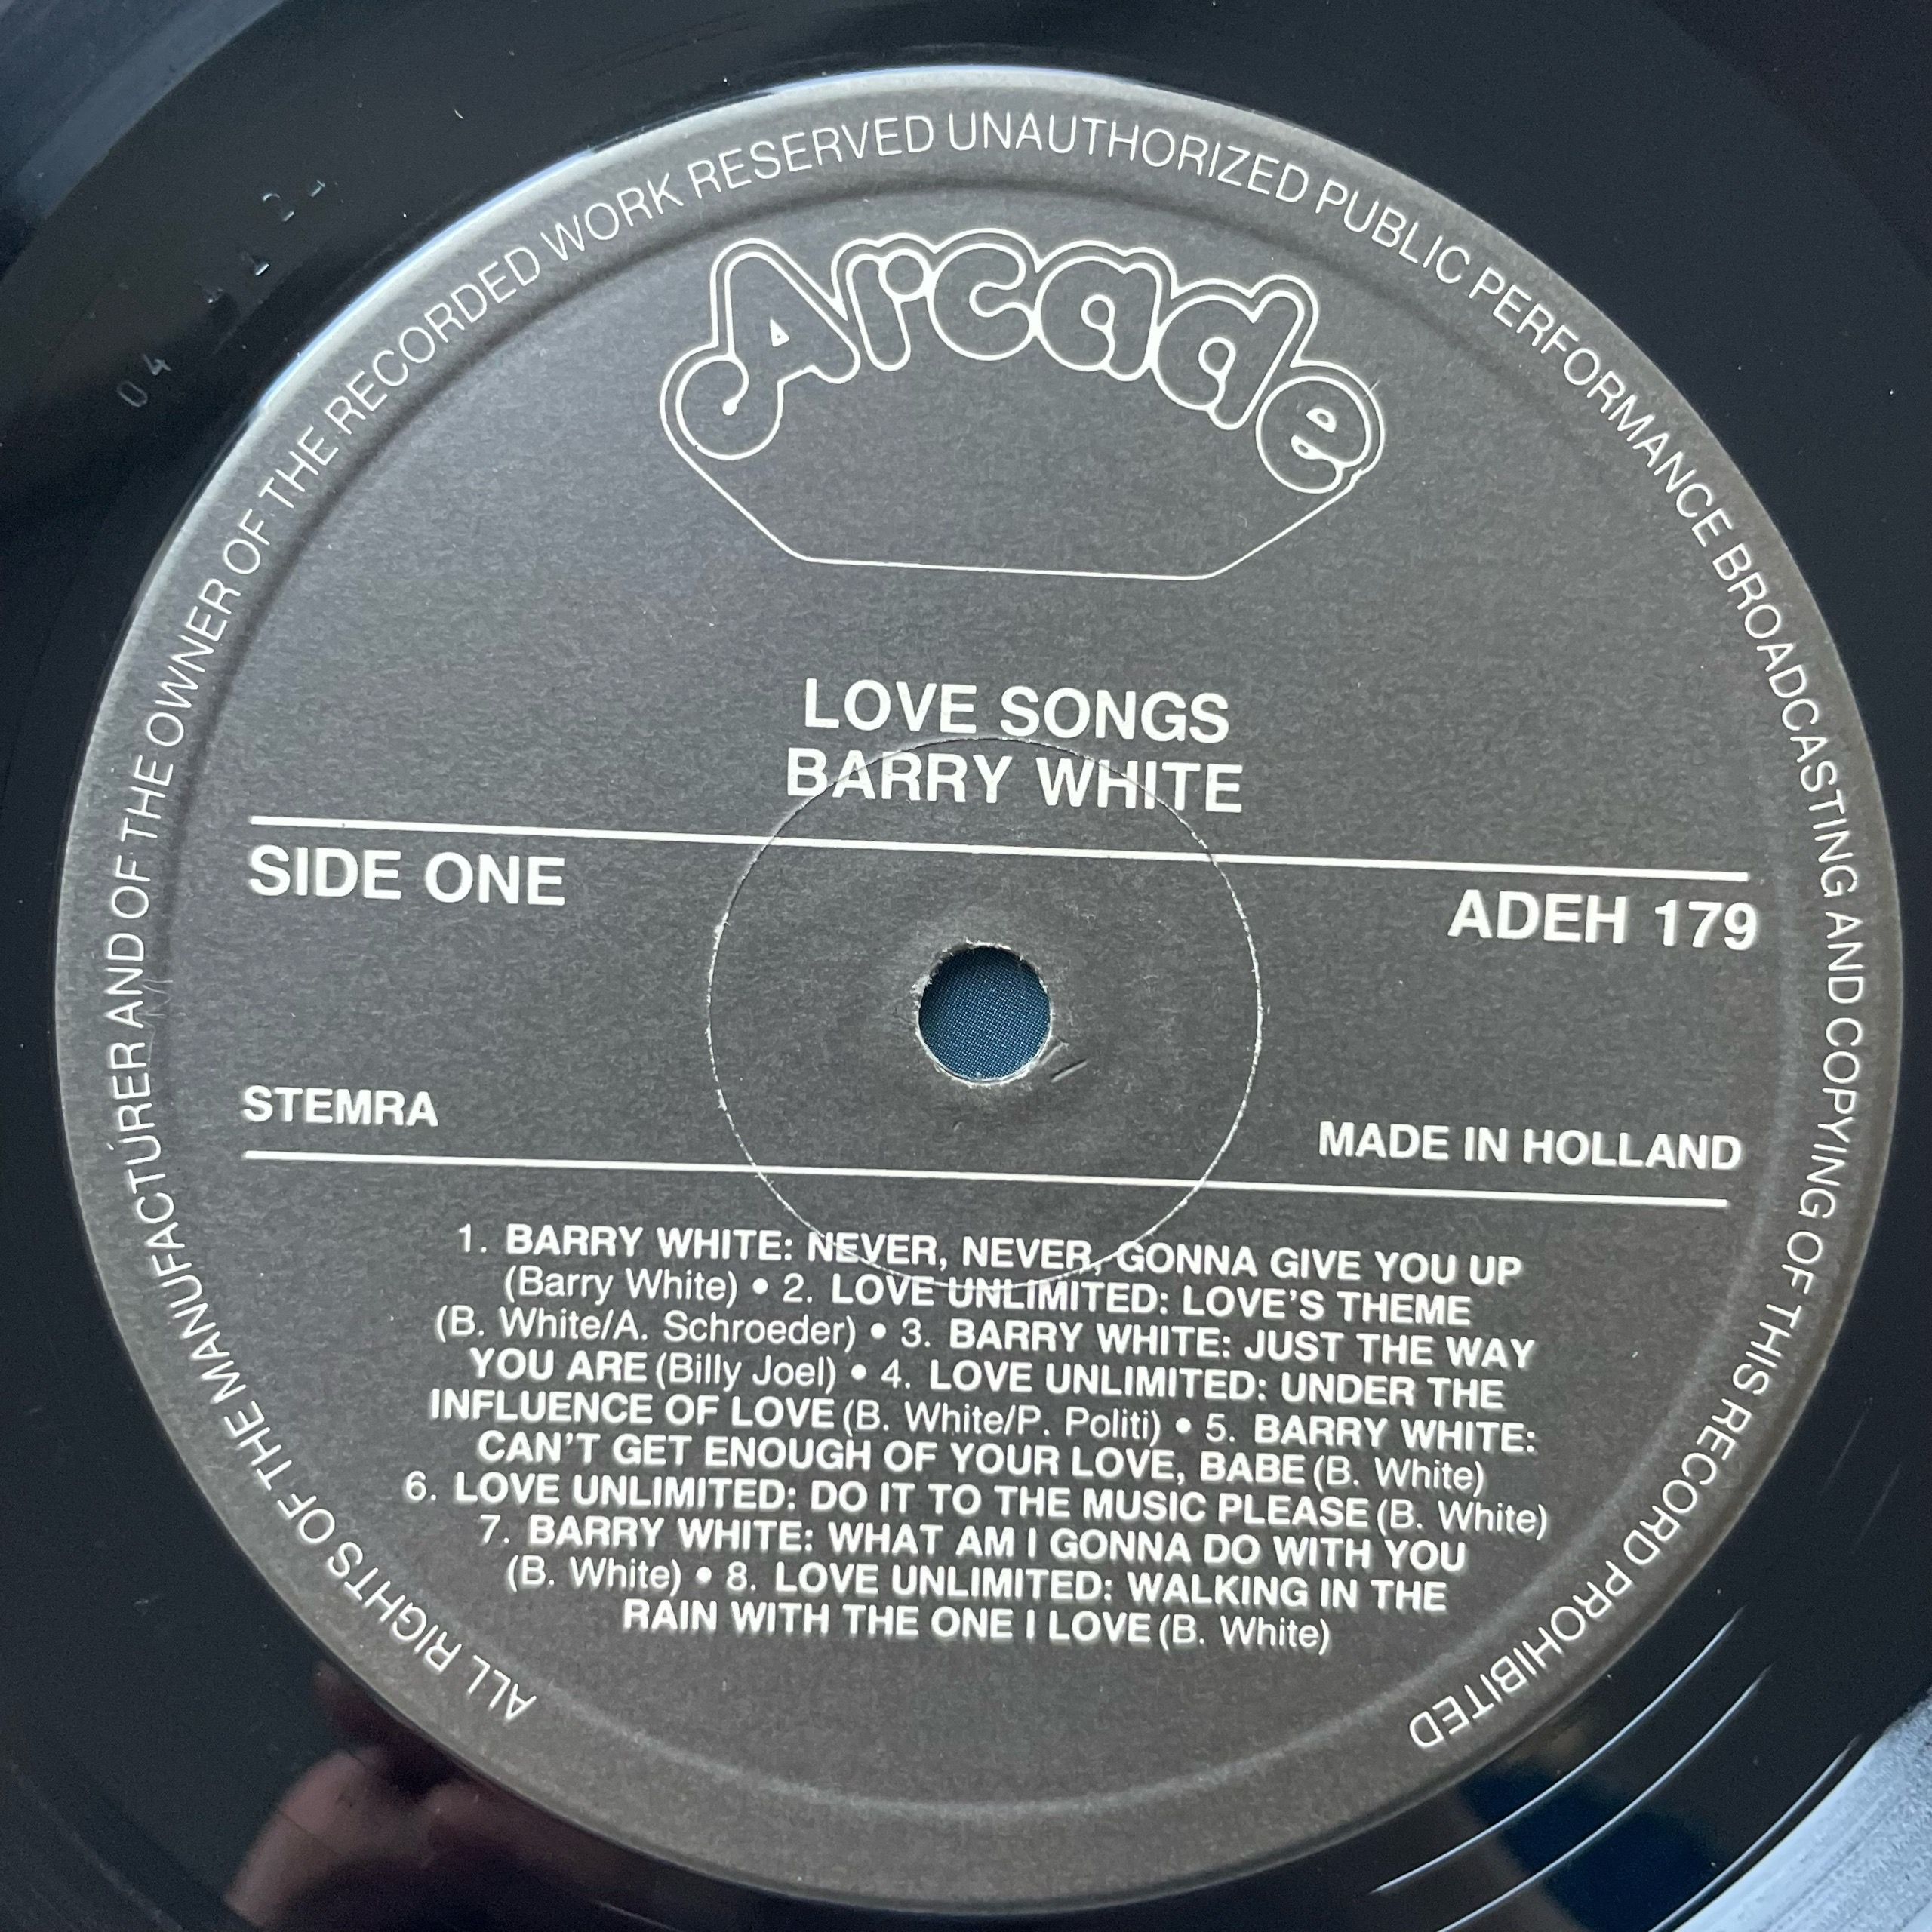 ALL RIGHTS OF THE MANUFACTURER AND OF THE OWNER OF THE RECORDED WORK RESERVED UNAUTHORIZED PUBLIC PERFORMANCE BROADCASTING AND COPYING OF THIS RECORD PROHIBITED
Arcade
LOVE SONGS
BARRY WHITE
SIDE ONE
ADEH 179
STEMRA
MADE IN HOLLAND
1. BARRY WHITE: NEVER, NEVER, GONNA GIVE YOU UP
(Barry White) • 2. LOVE UNLIMITED: LOVE'S THEME
(B. White/A. Schroeder) • 3. BARRY WHITE: JUST THE WAY
YOU ARE (Billy Joel) • 4. LOVE UNLIMITED: UNDER THE
INFLUENCE OF LOVE (B. White/P. Politi) • 5. BARRY WHITE:
CAN'T GET ENOUGH OF YOUR LOVE, BABE (B. White)
6. LOVE UNLIMITED: DO IT TO THE MUSIC PLEASE (B. White)
7. BARRY WHITE: WHAT AM I GONNA DO WITH YOU
(B. White) • 8. LOVE UNLIMITED: WALKING IN THE
RAIN WITH THE ONE I LOVE (B. White)